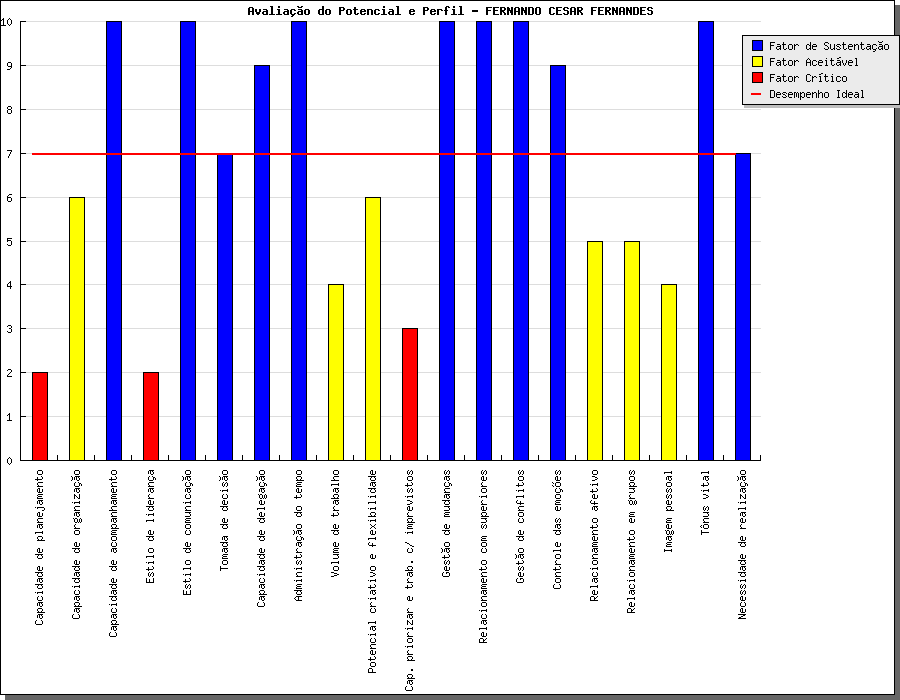 Avaliação do Potencial e Perfil - FERNANDO CESAR FERNANDES
Fator de Sustentação
Fator Aceitável
Fator Crítico
Desempenho Ideal
10
9
8
7
6
5
4
3
2
1
0
Capacidade de planejamento
Capacidade de organização
Capacidade de acompanhamento
Estilo de liderança
Estilo de comunicação
Tomada de decisão
Capacidade de delegação
Administração do tempo
Volume de trabalho
Potencial criativo e flexibilidade
Cap. priorizar e trab. c/ imprevistos
Gestão de mudanças
Relacionamento com superiores
Gestão de conflitos
Controle das emoções
Relacionamento afetivo
Relacionamento em grupos
Imagem pessoal
Tônus vital
Necessidade de realização